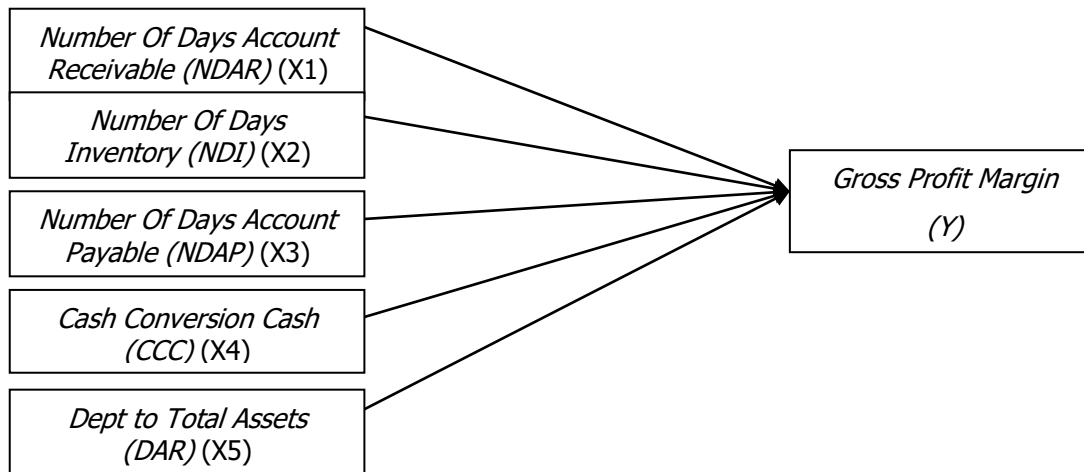 Number Of Days Account
Receivable (NDAR) (X1)
Number Of Days
Inventory (NDI) (X2)
Number Of Days Account
Payable (NDAP) (X3)
Cash Conversion Cash
(CCC) (X4)
Dept to Total Assets
(DAR) (X5)
Gross Profit Margin
(Y)